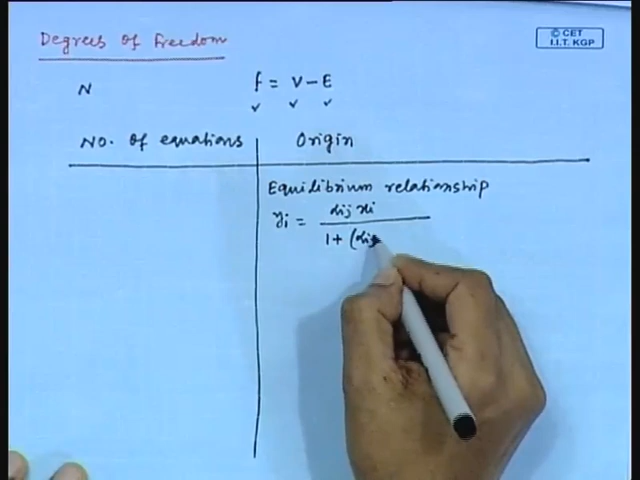 Degrees of Freedom
© CET
I.I.T. KGP
N
f = V - E
No. of equations
Origin
Equilibrium relationship
yi = αij xi
1 + (αij